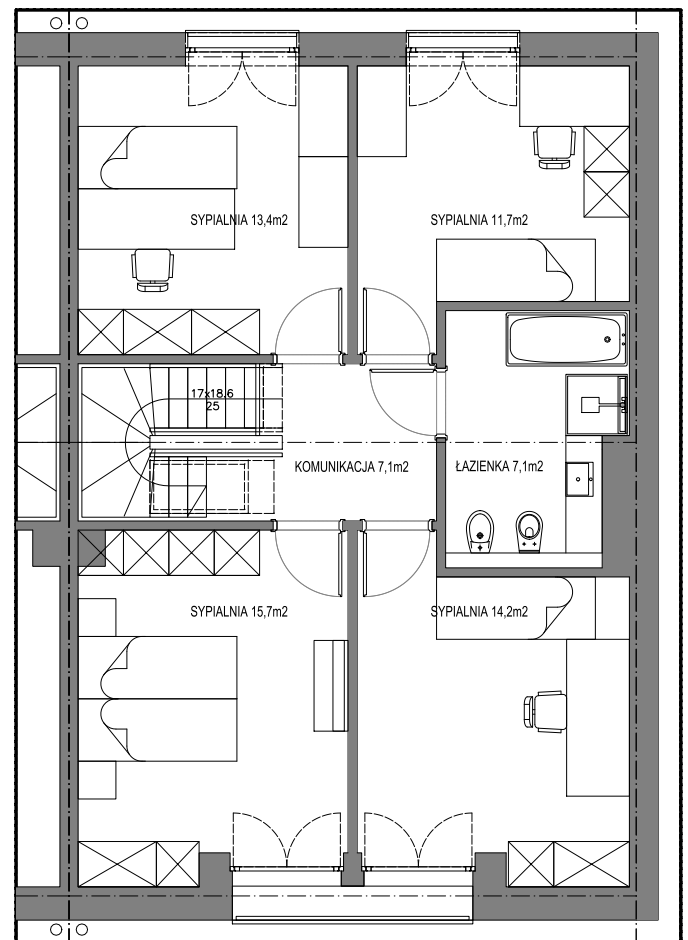 SYPIALNIA 13,4m2
SYPIALNIA 11,7m2
17x18.6
25
KOMUNIKACJA 7,1m2
ŁAZIENKA 7,1m2
SYPIALNIA 15,7m2
SYPIALNIA 14,2m2